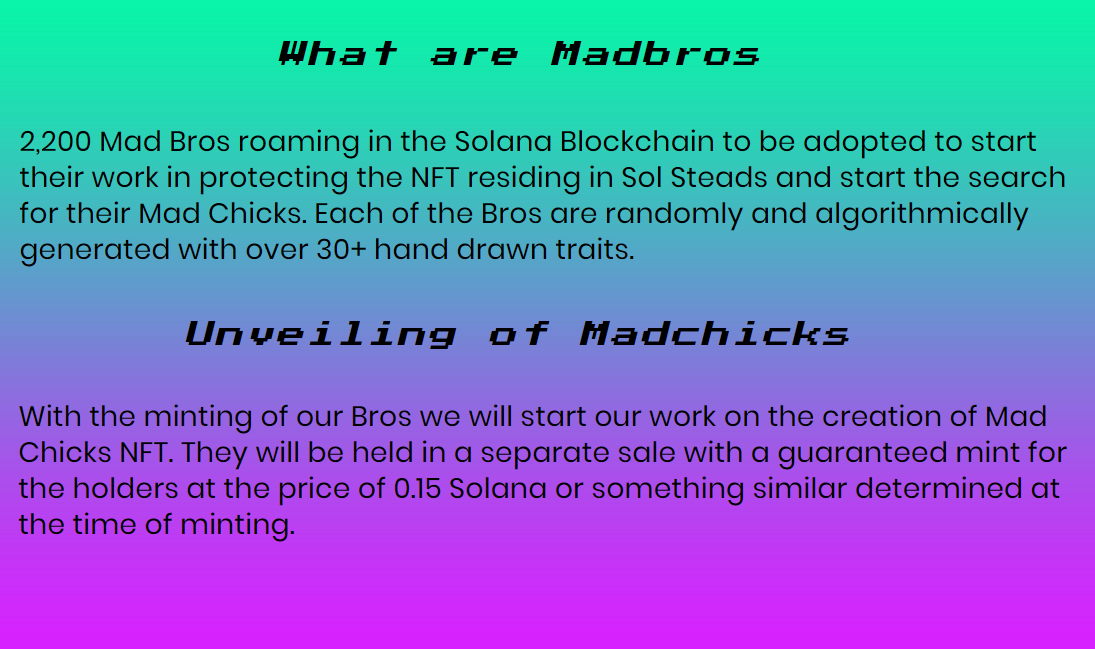 What are Madbros
2,200 Mad Bros roaming in the Solana Blockchain to be adopted to start
their work in protecting the NFT residing in Sol Steads and start the search
for their Mad Chicks. Each of the Bros are randomly and algorithmically
generated with over 30+ hand drawn traits.
Unveiling of Madchicks
With the minting of our Bros we will start our work on the creation of Mad
Chicks NFT. They will be held in a separate sale with a guaranteed mint for
the holders at the price of 0.15 Solana or something similar determined at
the time of minting.